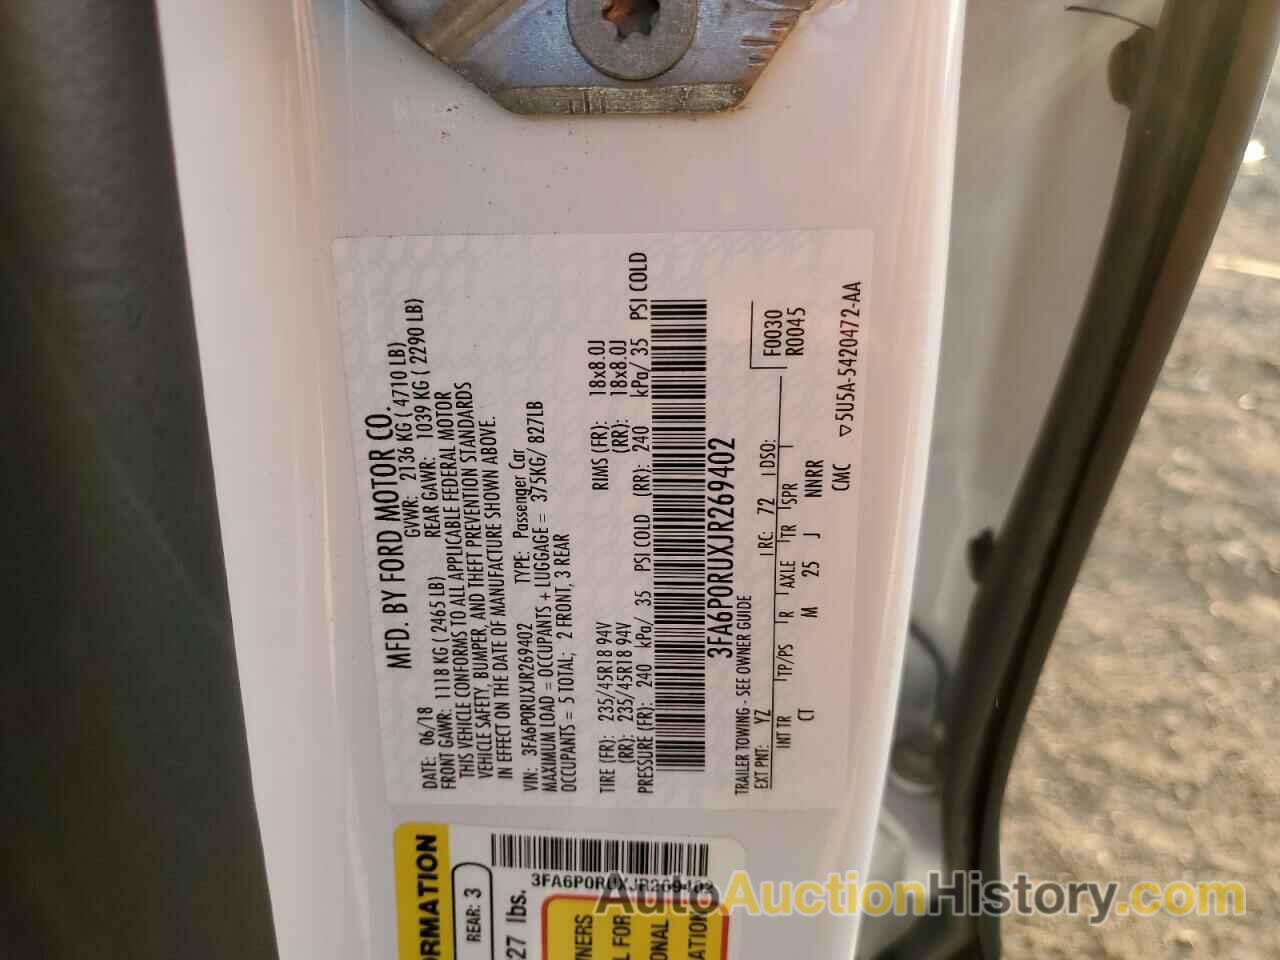 MFD. BY FORD MOTOR CO.
DATE: 06/18 GVWR: 2136 KG ( 4710 LB)
FRONT GAWR: 1118 KG ( 2465 LB) REAR GAWR: 1039 KG ( 2290 LB)
THIS VEHICLE CONFORMS TO ALL APPLICABLE FEDERAL MOTOR
VEHICLE SAFETY, BUMPER, AND THEFT PREVENTION STANDARDS
IN EFFECT ON THE DATE OF MANUFACTURE SHOWN ABOVE.
VIN: 3FA6P0RUXJR269402 TYPE: Passenger Car
MAXIMUM LOAD = OCCUPANTS + LUGGAGE = 375KG/ 827LB
OCCUPANTS = 5 TOTAL; 2 FRONT, 3 REAR
TIRE (FR): 235/45R18 94V RIMS (FR): 18x8.0J
(RR): 235/45R18 94V (RR): 18x8.0J
PRESSURE (FR): 240 kPa/ 35 PSI COLD (RR): 240 kPa/ 35 PSI COLD
3FA6P0RUXJR269402
TRAILER TOWING - SEE OWNER GUIDE
F0030
EXT PNT: YZ RC: 72 DSO: R0045
INT TR TP/PS R AXLE TR SPR
CT M 25 J NNRR
CMC ▽5U5A-5420472-AA
ORMATION
REAR: 3
3FA6P0RUXJR269402
27 lbs.
WNERS
L FOR
ONAL
ATION
AutoAuctionHistory.com